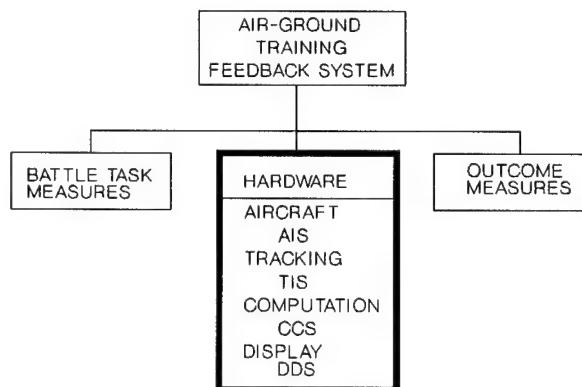 AIR-GROUND
TRAINING
FEEDBACK SYSTEM
BATTLE TASK
MEASURES
HARDWARE
AIRCRAFT
AIS
TRACKING
TIS
COMPUTATION
CCS
DISPLAY
DDS
OUTCOME
MEASURES